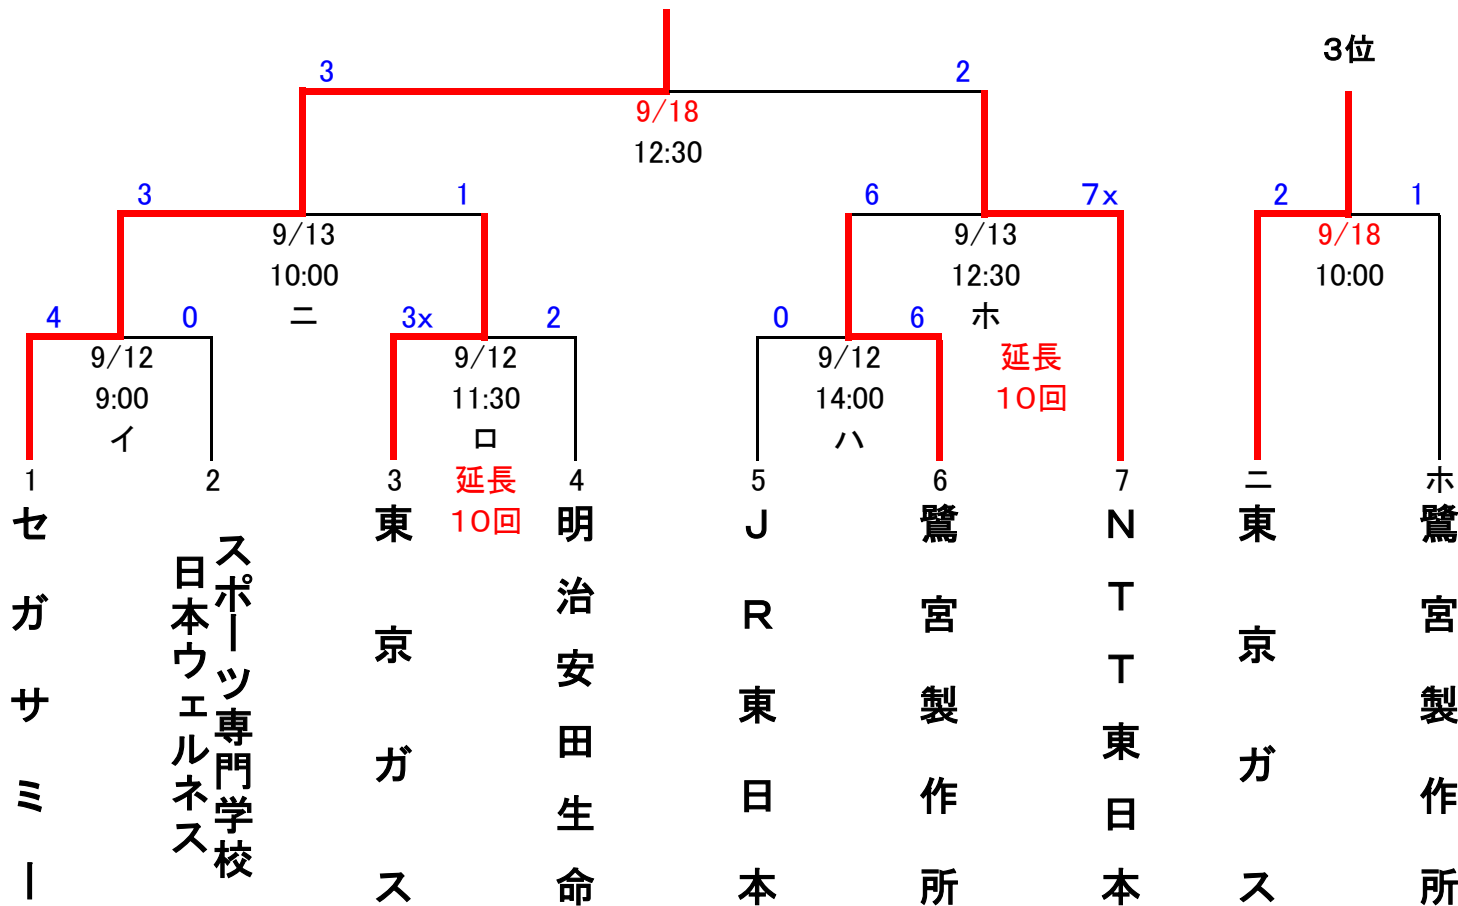 3位
3 2
9/18
12:30
3 1 6 7x 2 1
9/13 9/13 9/18
10:00 12:30 10:00
ニ ホ
4 0 3x 2 0 6
9/12 9/12 9/12 延長
9:00 11:30 14:00 10回
イ ロ ハ
1 2 3 延長 4 5 6 7 ニ ホ
10回
セガサミー
日本ウェルネス
スポーツ専門学校
東京ガス
明治安田生命
JR東日本
鷺宮製作所
NTT東日本
東京ガス
鷺宮製作所